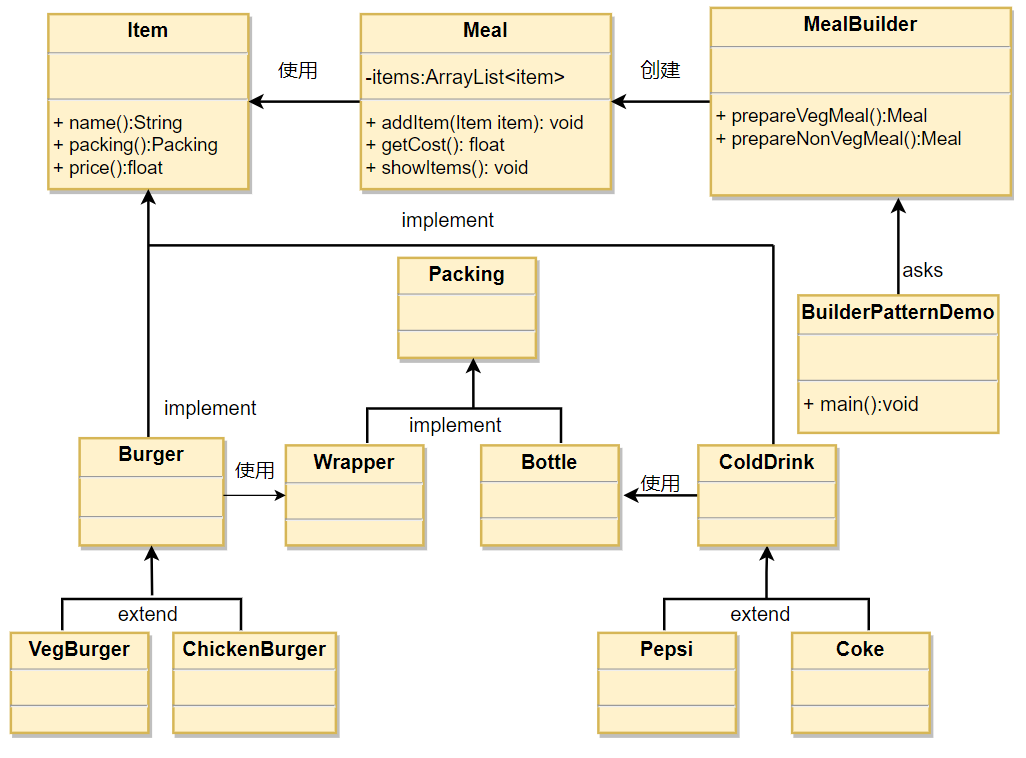 Item
+ name():String
+ packing():Packing
+ price():float
使用
Meal
-items:ArrayList<item>
+ addItem(Item item): void
+ getCost(): float
+ showItems(): void
创建
MealBuilder
+ prepareVegMeal():Meal
+ prepareNonVegMeal():Meal
implement
asks
Packing
BuilderPatternDemo
+ main():void
implement
implement
Burger
使用
Wrapper
Bottle
使用
ColdDrink
extend
extend
VegBurger
ChickenBurger
Pepsi
Coke